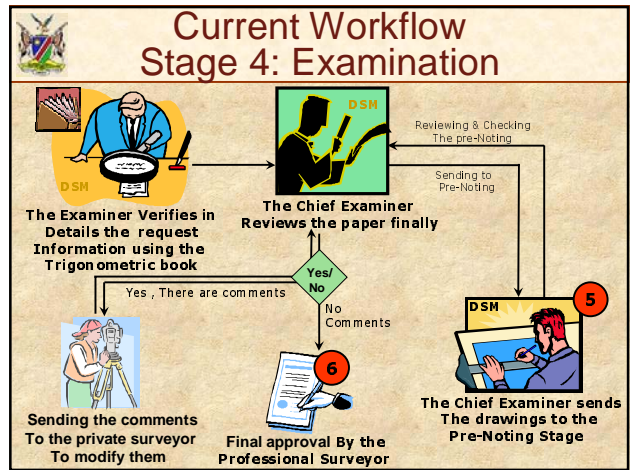 Current Workflow
Stage 4: Examination
DSM
The Examiner Verifies in
Details the request
Information using the
Trigonometric book
DSM
The Chief Examiner
Reviews the paper finally
Reviewing & Checking
The pre-Noting
Sending to
Pre-Noting
Yes/
No
Yes , There are comments
No
Comments
Sending the comments
To the private surveyor
To modify them
6
Final approval By the
Professional Surveyor
DSM
5
The Chief Examiner sends
The drawings to the
Pre-Noting Stage